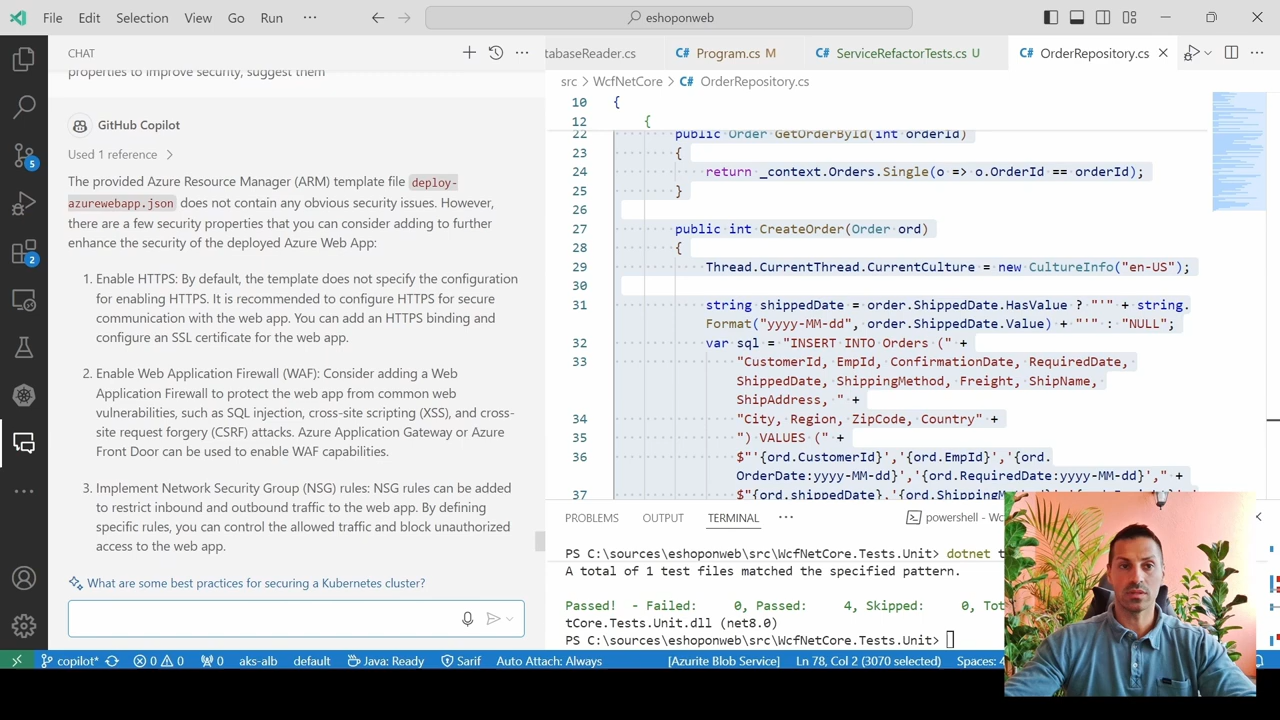 File Edit Selection View Go Run ···
eshoponweb
CHAT
properties to improve security, suggest them
GitHub Copilot
Used 1 reference
The provided Azure Resource Manager (ARM) template file deploy-
azurewebapp.json does not contain any obvious security issues. However,
there are a few security properties that you can consider adding to further
enhance the security of the deployed Azure Web App:
1. Enable HTTPS: By default, the template does not specify the configuration
for enabling HTTPS. It is recommended to configure HTTPS for secure
communication with the web app. You can add an HTTPS binding and
configure an SSL certificate for the web app.
2. Enable Web Application Firewall (WAF): Consider adding a Web
Application Firewall to protect the web app from common web
vulnerabilities, such as SQL injection, cross-site scripting (XSS), and cross-
site request forgery (CSRF) attacks. Azure Application Gateway or Azure
Front Door can be used to enable WAF capabilities.
3. Implement Network Security Group (NSG) rules: NSG rules can be added
to restrict inbound and outbound traffic to the web app. By defining
specific rules, you can control the allowed traffic and block unauthorized
access to the web app.
What are some best practices for securing a Kubernetes cluster?
5
2
tabaseReader.cs
Program.cs M
ServiceRefactorTests.cs U
OrderRepository.cs
src > WcfNetCore > OrderRepository.cs
10 {
12 {
22 public Order GetOrderById(int orderId)
23 {
24 return _context.Orders.Single(o => o.OrderId == orderId);
25 }
26
27 public int CreateOrder(Order ord)
28 {
29 Thread.CurrentThread.CurrentCulture = new CultureInfo("en-US");
30
31 string shippedDate = order.ShippedDate.HasValue ? "'" + string.
Format("yyyy-MM-dd", order.ShippedDate.Value) + "'" : "NULL";
32 var sql = "INSERT INTO Orders (" +
33 "CustomerId, EmpId, ConfirmationDate, RequiredDate,
ShippedDate, ShippingMethod, Freight, ShipName,
ShipAddress, " +
34 "City, Region, ZipCode, Country" +
35 ") VALUES (" +
36 $"'{ord.CustomerId}','{ord.EmpId}','{ord.
OrderDate:yyyy-MM-dd}','{ord.RequiredDate:yyyy-MM-dd}'," +
37 $"{ord.shippedDate},'{ord.ShippingM
PROBLEMS OUTPUT TERMINAL ···
powershell - Wc
PS C:\sources\eshoponweb\src\WcfNetCore.Tests.Unit> dotnet t
A total of 1 test files matched the specified pattern.
Passed! - Failed: 0, Passed: 4, Skipped: 0, Tot
tCore.Tests.Unit.dll (net8.0)
PS C:\sources\eshoponweb\src\WcfNetCore.Tests.Unit>
copilot* 0 0 0 aks-alb default Java: Ready Sarif Auto Attach: Always [Azurite Blob Service] Ln 78, Col 2 (3070 selected) Spaces: 4